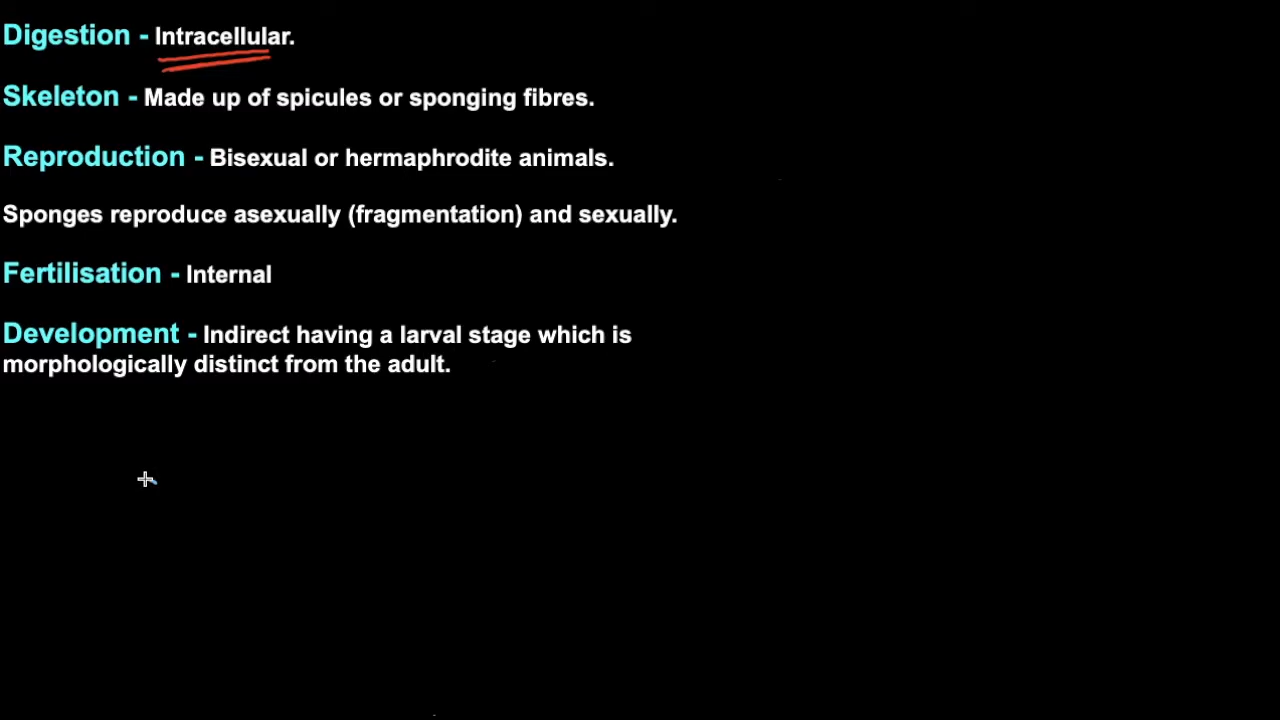 Digestion - Intracellular.
Skeleton - Made up of spicules or sponging fibres.
Reproduction - Bisexual or hermaphrodite animals.
Sponges reproduce asexually (fragmentation) and sexually.
Fertilisation - Internal
Development - Indirect having a larval stage which is
morphologically distinct from the adult.